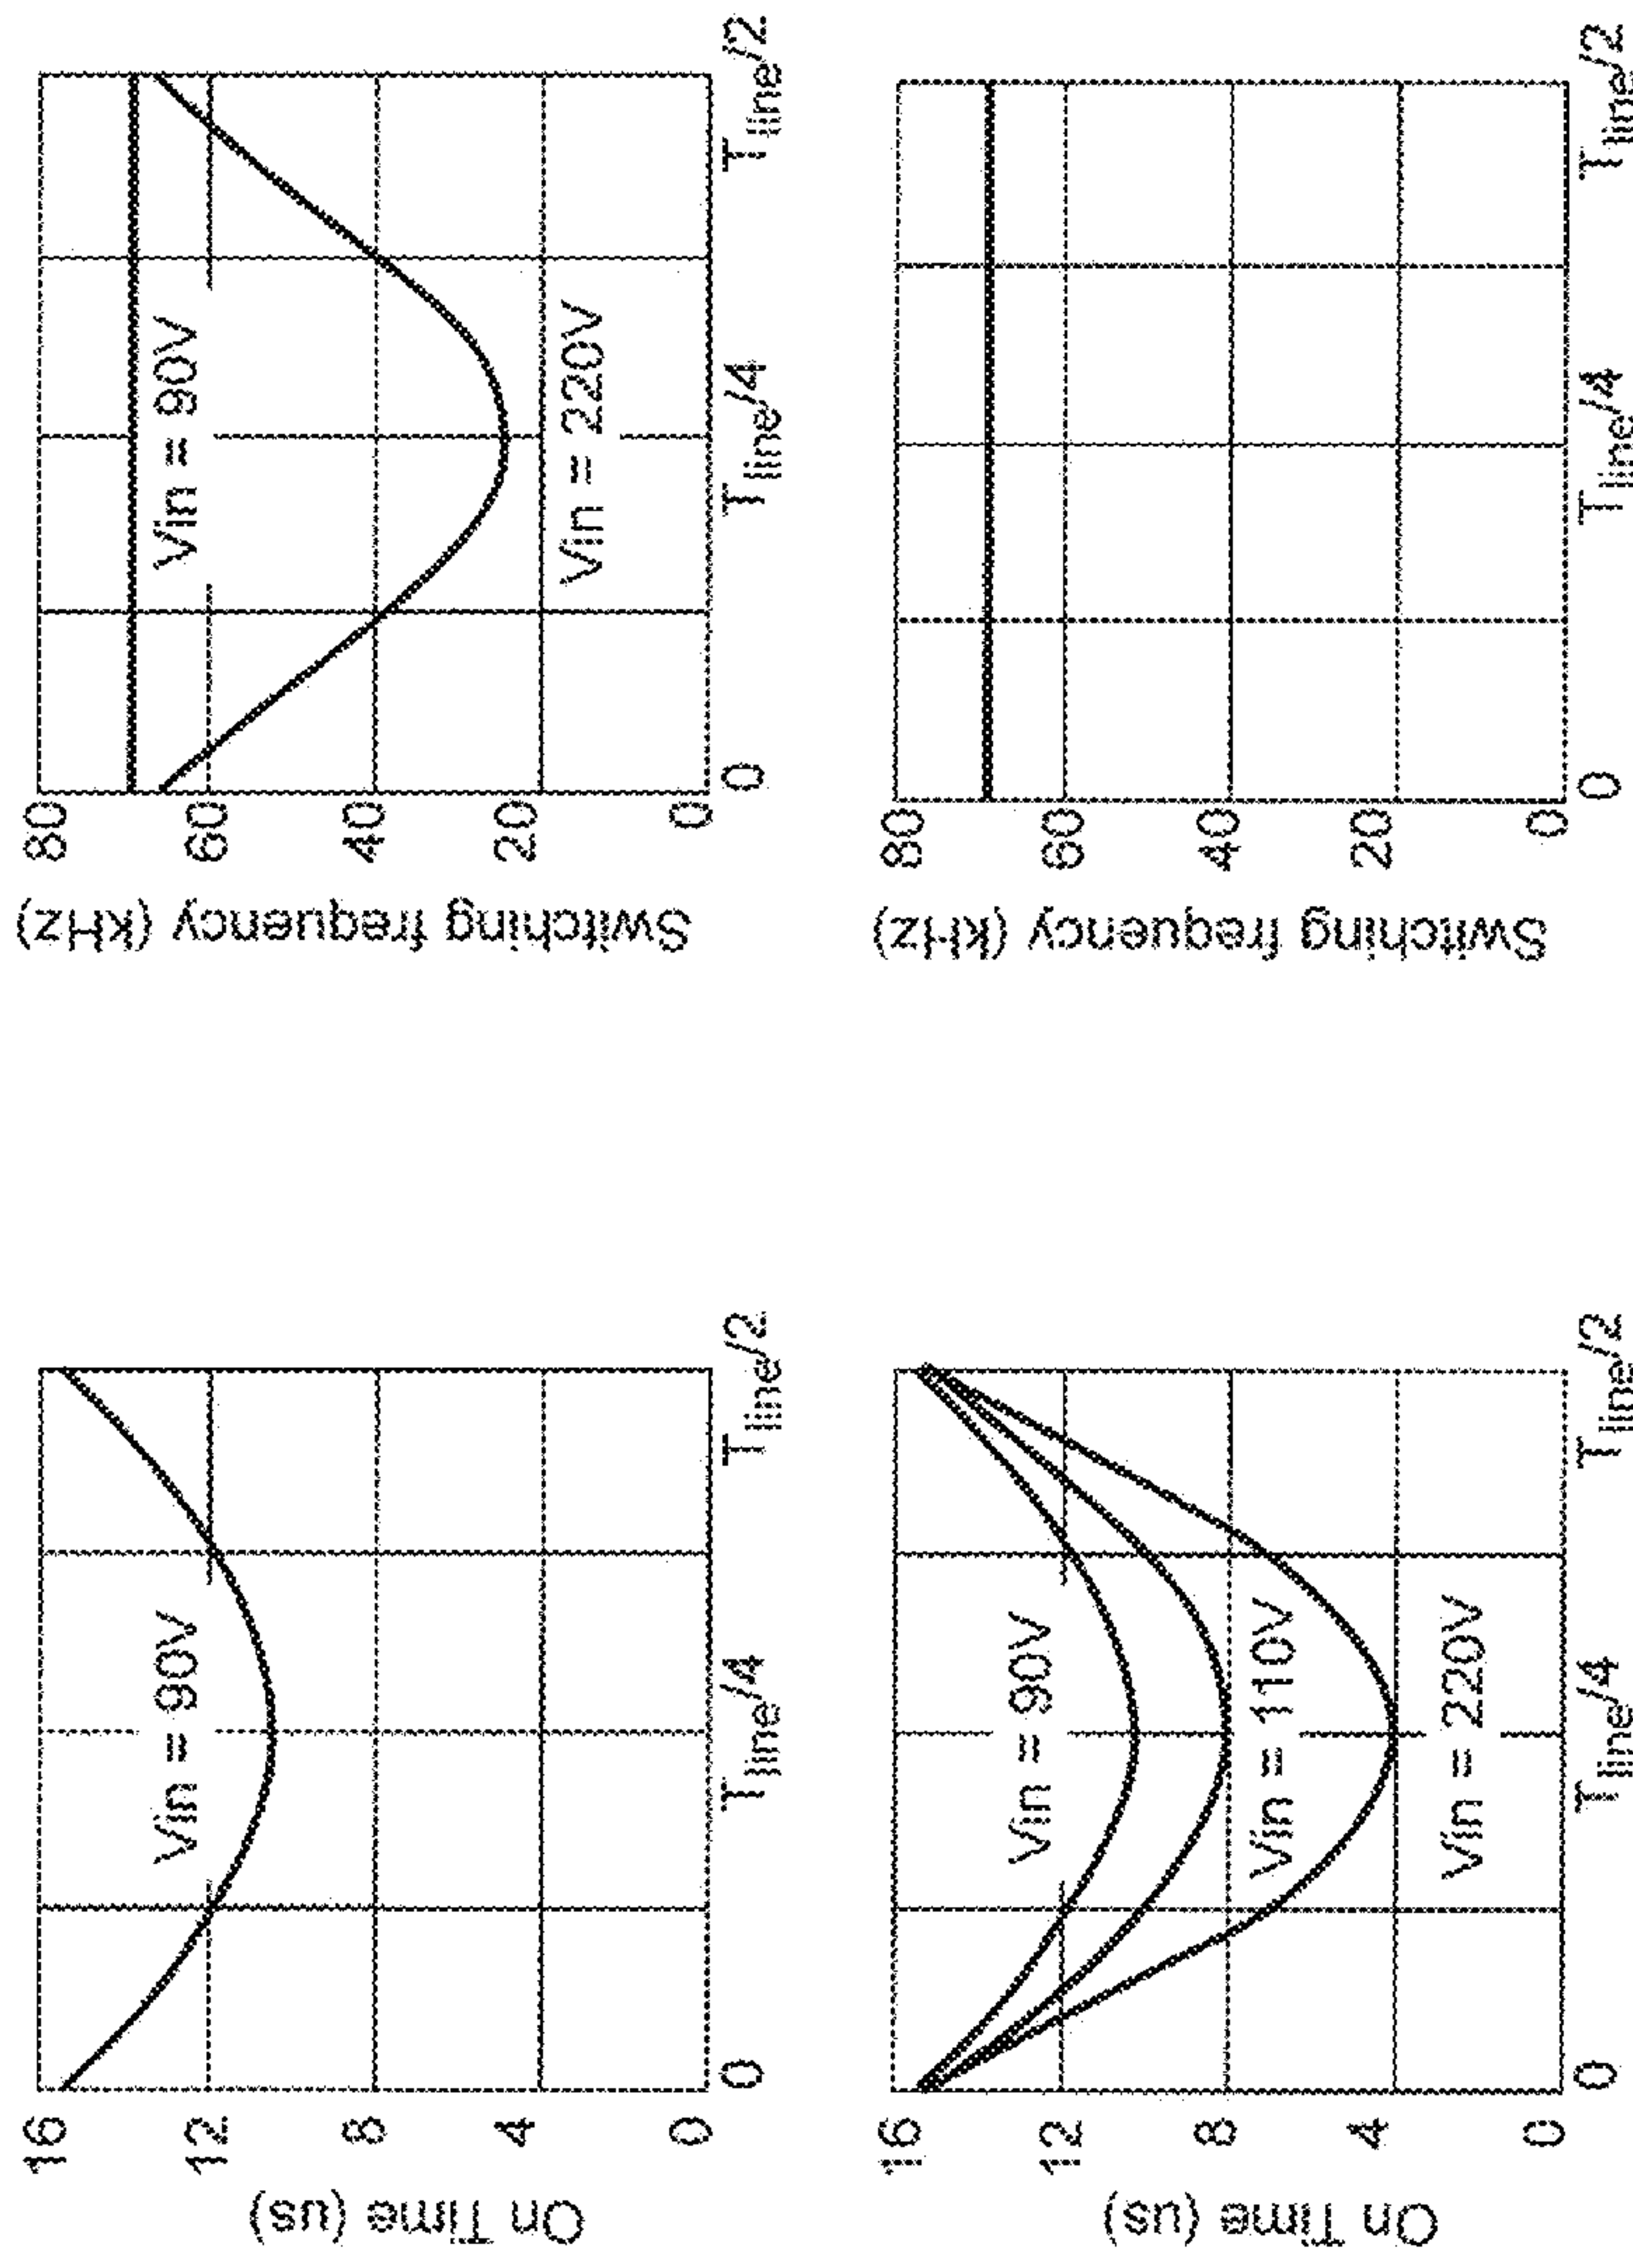 On Time (us)
16
12
8
4
0
Vin = 90V
0
Tline/4
Tline/2
Switching frequency (kHz)
80
60
40
20
0
Vin = 90V
Vin = 220V
0
Tline/4
Tline/2
On Time (us)
16
12
8
4
0
Vin = 90V
Vin = 110V
Vin = 220V
0
Tline/4
Tline/2
Switching frequency (kHz)
80
60
40
20
0
0
Tline/4
Tline/2